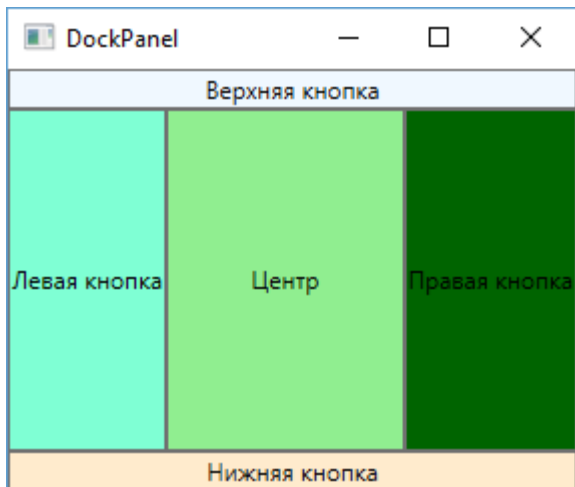 DockPanel
Верхняя кнопка
Левая кнопка
Центр
Правая кнопка
Нижняя кнопка